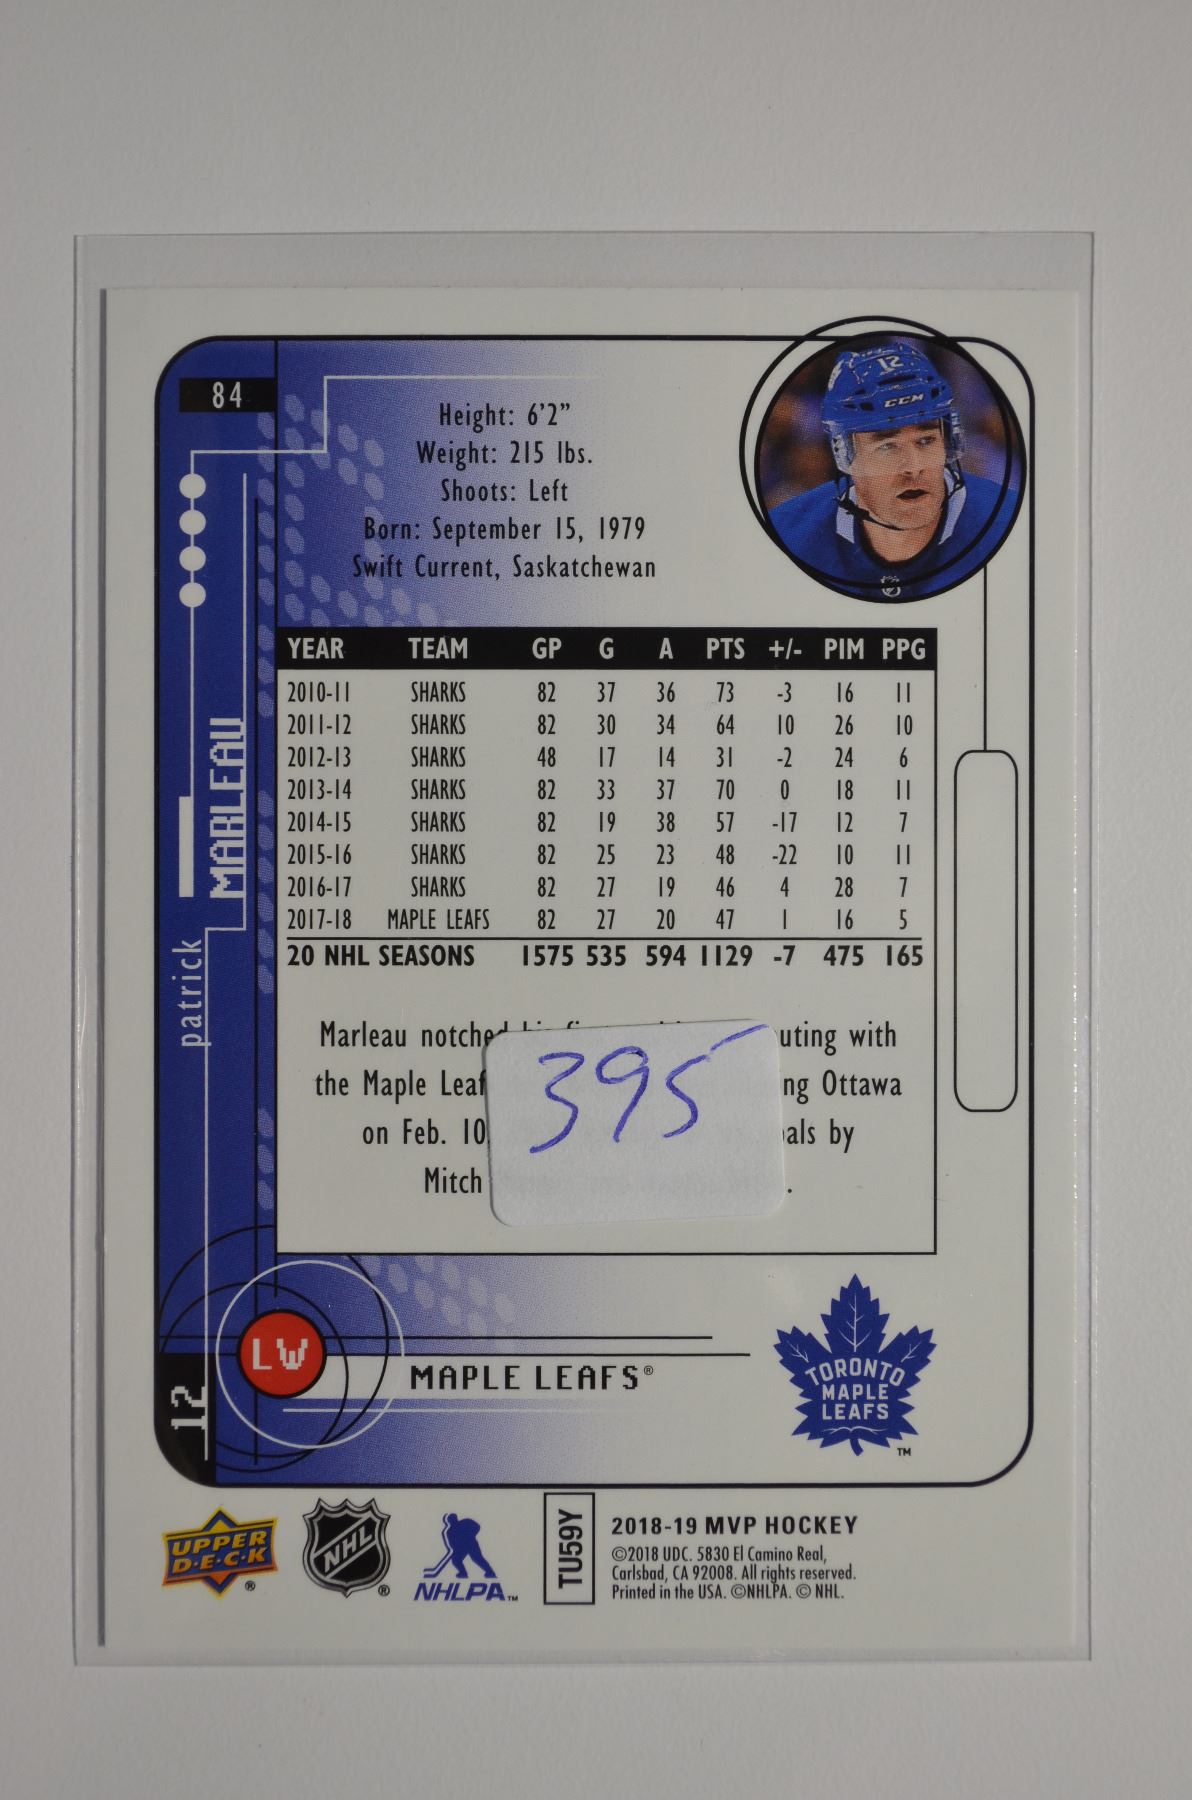 84
Height: 6'2"
Weight: 215 lbs.
Shoots: Left
Born: September 15, 1979
Swift Current, Saskatchewan
12
CCM
patrick MARLEAU
YEAR TEAM GP G A PTS +/- PIM PPG
2010-11 SHARKS 82 37 36 73 -3 16 11
2011-12 SHARKS 82 30 34 64 10 26 10
2012-13 SHARKS 48 17 14 31 -2 24 6
2013-14 SHARKS 82 33 37 70 0 18 11
2014-15 SHARKS 82 19 38 57 -17 12 7
2015-16 SHARKS 82 25 23 48 -22 10 11
2016-17 SHARKS 82 27 19 46 4 28 7
2017-18 MAPLE LEAFS 82 27 20 47 1 16 5
20 NHL SEASONS 1575 535 594 1129 -7 475 165
Marleau notched with
the Maple Ottawa
on Feb. 10 by
Mitch
395
LW
MAPLE LEAFS®
12
TORONTO
MAPLE
LEAFS
™
UPPER
D·E·C·K
®
NHL
®
NHLPA™
TU59Y
2018-19 MVP HOCKEY
©2018 UDC. 5830 El Camino Real,
Carlsbad, CA 92008. All rights reserved.
Printed in the USA. ©NHLPA. © NHL.